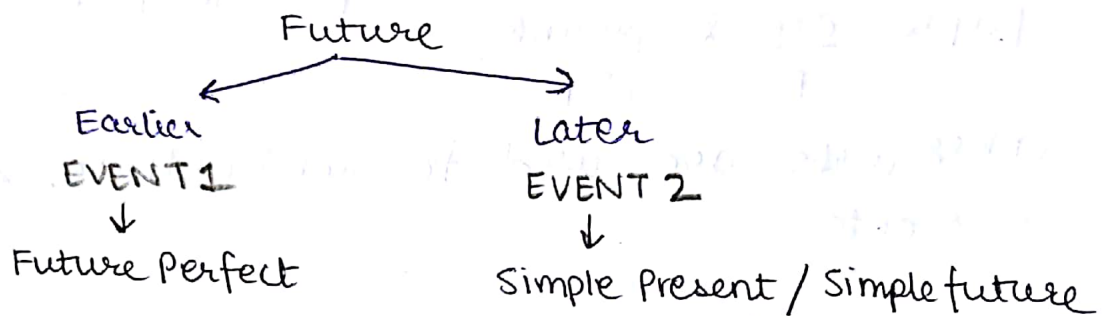 Future
Earlier Later
EVENT 1 EVENT 2
Future Perfect Simple Present / Simple future